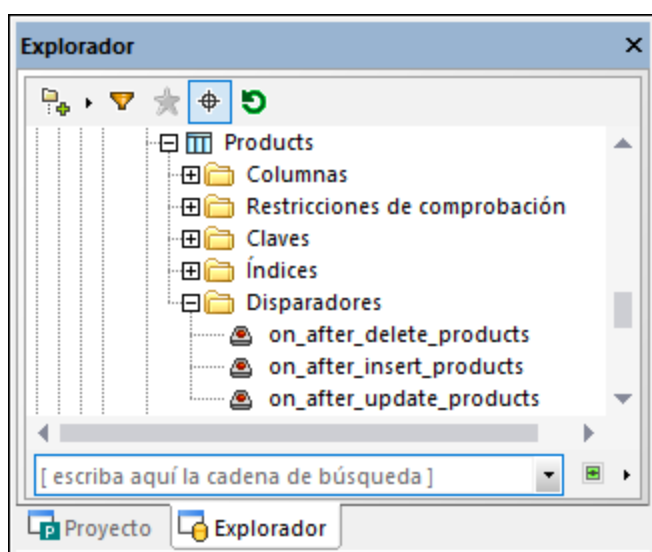 Explorador
Products
Columnas
Restricciones de comprobación
Claves
Índices
Disparadores
on_after_delete_products
on_after_insert_products
on_after_update_products
[ escriba aquí la cadena de búsqueda ]
Proyecto Explorador